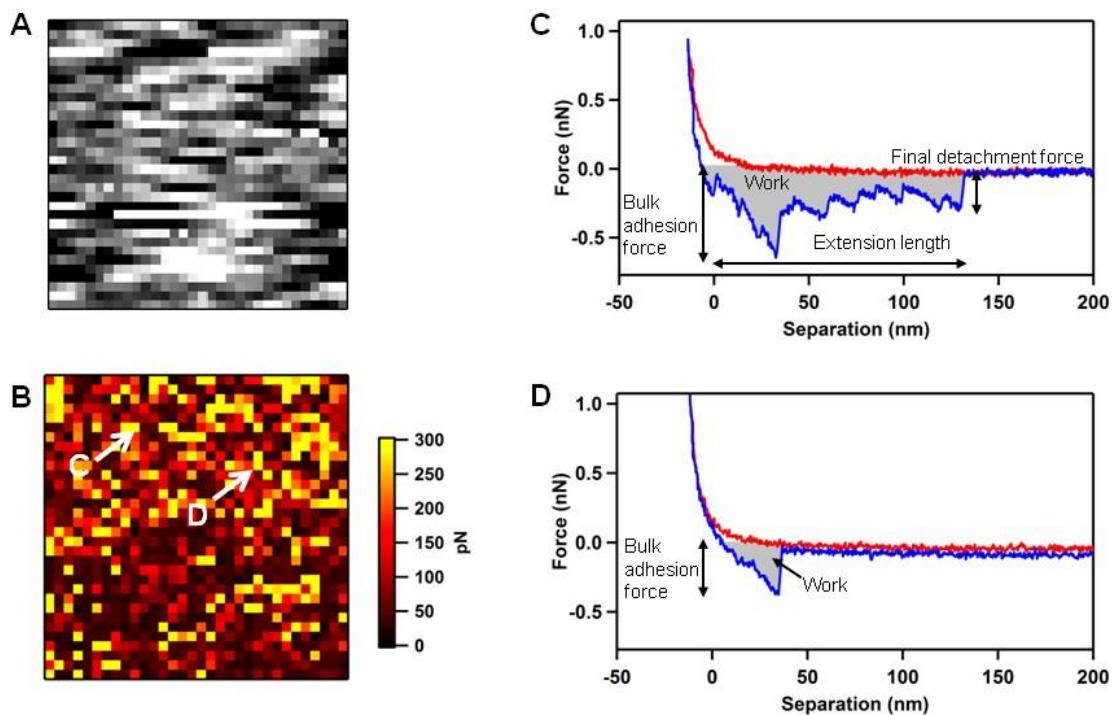 A
B
C
D
300
250
200
150
100
50
0
pN
C
1.0
0.5
0.0
-0.5
Force (nN)
Bulk
adhesion
force
Work
Final detachment force
Extension length
-50 0 50 100 150 200
Separation (nm)
D
1.0
0.5
0.0
-0.5
Force (nN)
Bulk
adhesion
force
Work
-50 0 50 100 150 200
Separation (nm)